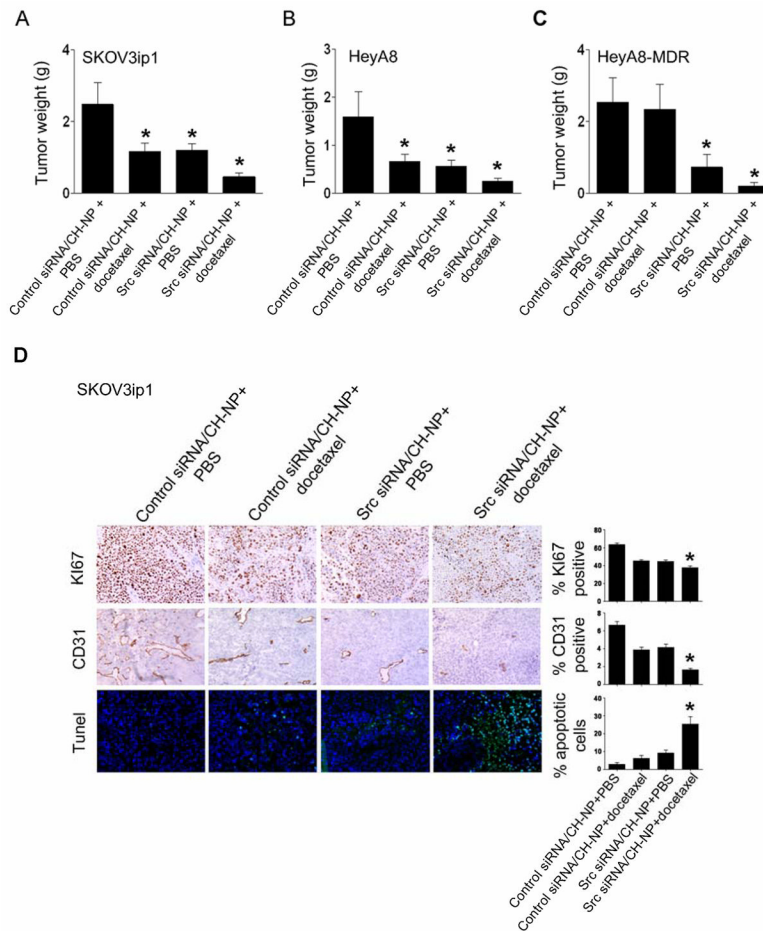 A
SKOV3ip1
Tumor weight (g)
4
2
0
*
*
*
Control siRNA/CH-NP +
PBS
Control siRNA/CH-NP +
docetaxel
Src siRNA/CH-NP +
PBS
Src siRNA/CH-NP +
docetaxel
B
HeyA8
Tumor weight (g)
3
2
1
0
*
*
*
Control siRNA/CH-NP +
PBS
Control siRNA/CH-NP +
docetaxel
Src siRNA/CH-NP +
PBS
Src siRNA/CH-NP +
docetaxel
C
HeyA8-MDR
Tumor weight (g)
4
2
0
*
*
Control siRNA/CH-NP +
PBS
Control siRNA/CH-NP +
docetaxel
Src siRNA/CH-NP +
PBS
Src siRNA/CH-NP +
docetaxel
D
SKOV3ip1
Control siRNA/CH-NP+
PBS
Control siRNA/CH-NP+
docetaxel
Src siRNA/CH-NP+
PBS
Src siRNA/CH-NP+
docetaxel
KI67
% KI67
positive
80
60
40
20
0
*
CD31
% CD31
positive
8
6
4
2
0
*
Tunel
% apoptotic
cells
40
30
20
10
0
*
Control siRNA/CH-NP+PBS
Control siRNA/CH-NP+docetaxel
Src siRNA/CH-NP+PBS
Src siRNA/CH-NP+docetaxel